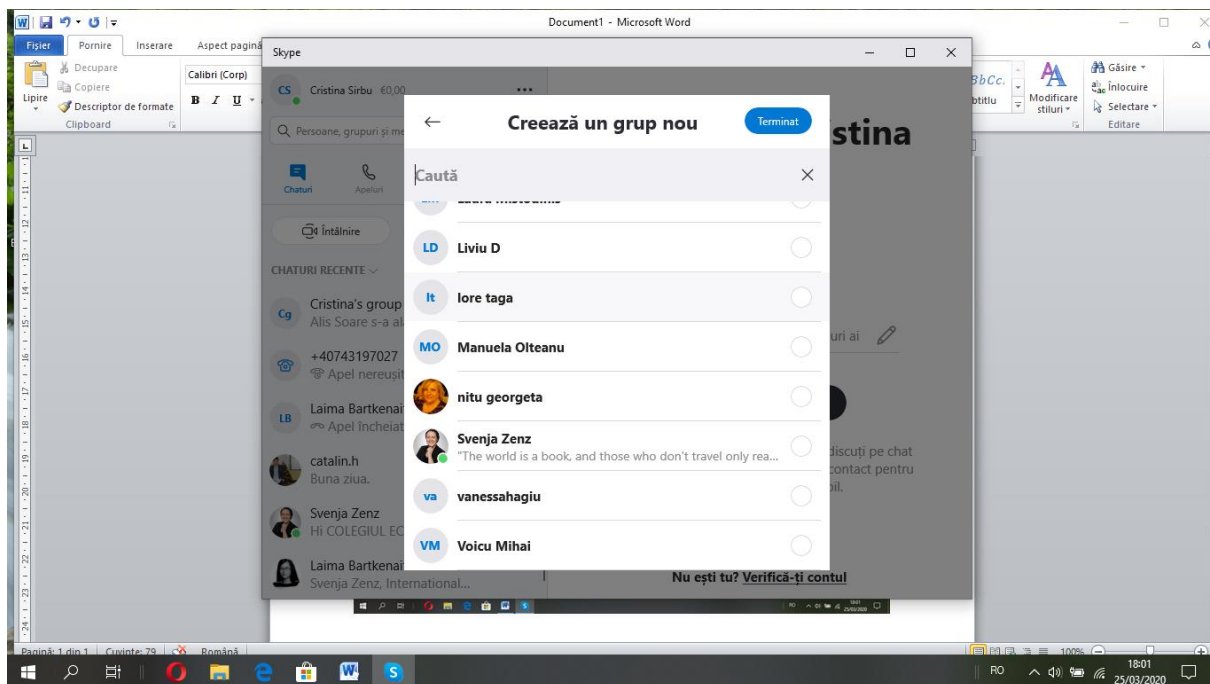 Document1 - Microsoft Word
Fișier Pornire Inserare Aspect pagină
Lipire
Decupare
Copiere
Descriptor de formate
Clipboard
Calibri (Corp)
B I U
Modificare stiluri
Găsire
Înlocuire
Selectare
Editare
Skype
CS Cristina Sirbu €0,00
Persoane, grupuri și me
Chaturi Apeluri
Întâlnire
CHATURI RECENTE
Cg Cristina's group
Alis Soare s-a al
+40743197027
Apel nereușit
LB Laima Bartkenai
Apel încheiat
catalin.h
Buna ziua.
Svenja Zenz
Hi COLEGIUL EC
Laima Bartkenai
Svenja Zenz, International...
Creează un grup nou
Terminat
Caută
LD Liviu D
lt lore taga
MO Manuela Olteanu
nitu georgeta
Svenja Zenz
"The world is a book, and those who don't travel only rea...
va vanessahagiu
VM Voicu Mihai
stina
uri ai
discuți pe chat
contact pentru
Nu ești tu? Verifică-ți contul
Pagină: 1 din 1 Cuvinte: 79 Română
100%
RO
18:01
25/03/2020